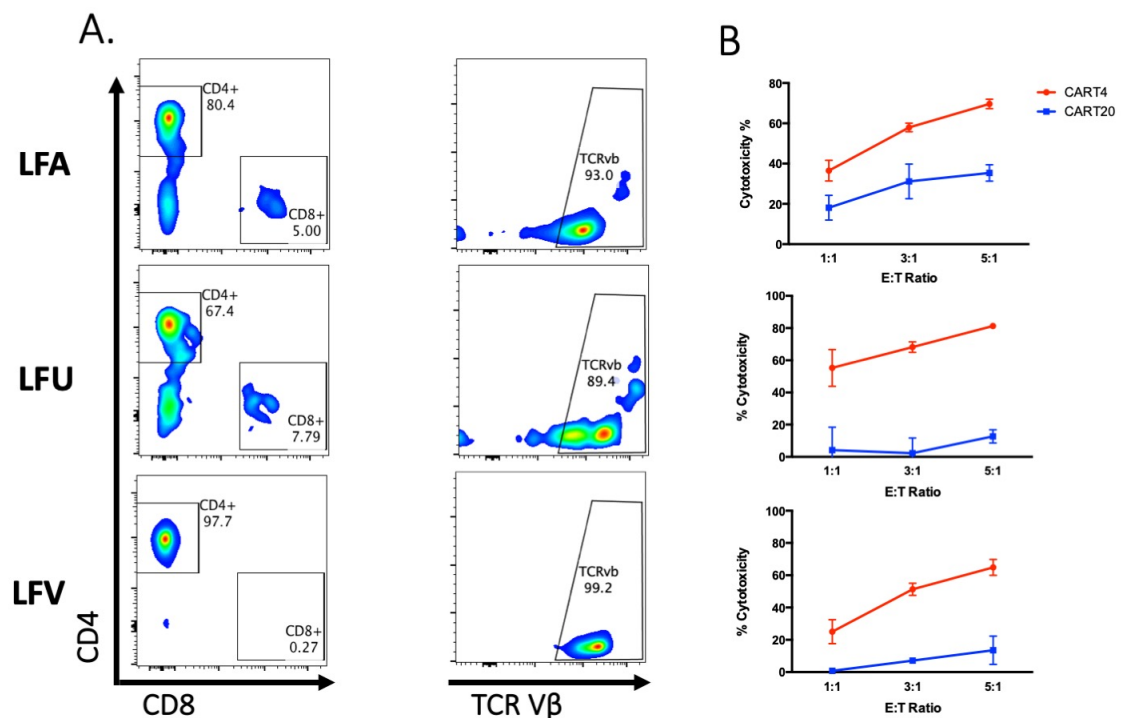 A.
B
LFA
CD4+
80.4
CD8+
5.00
TCRvb
93.0
Cytotoxicity %
80
60
40
20
0
1:1
3:1
5:1
E:T Ratio
CART4
CART20
LFU
CD4+
67.4
CD8+
7.79
TCRvb
89.4
% Cytotoxicity
100
80
60
40
20
0
1:1
3:1
5:1
E:T Ratio
LFV
CD4+
97.7
CD8+
0.27
TCRvb
99.2
% Cytotoxicity
100
80
60
40
20
0
1:1
3:1
5:1
E:T Ratio
CD4
CD8
TCR Vβ